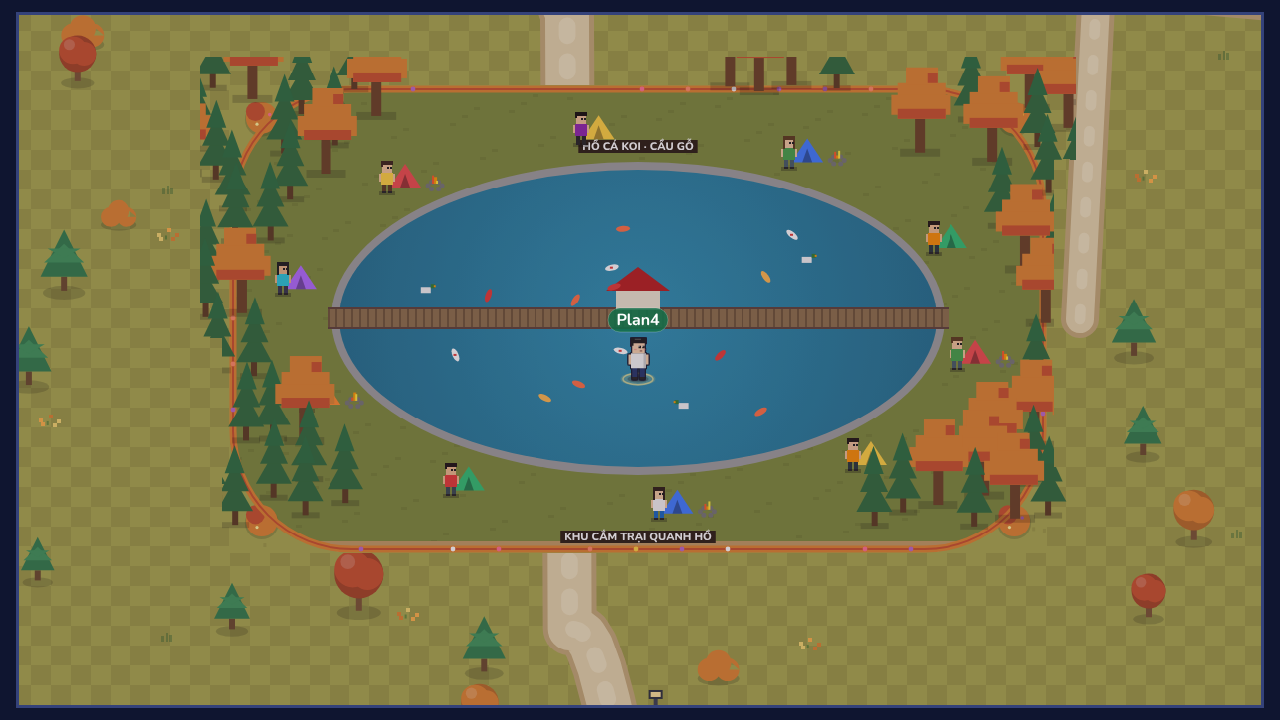 HỒ CÁ KOI · CẦU GỖ
Plan4
KHU CẮM TRẠI QUANH HỒ